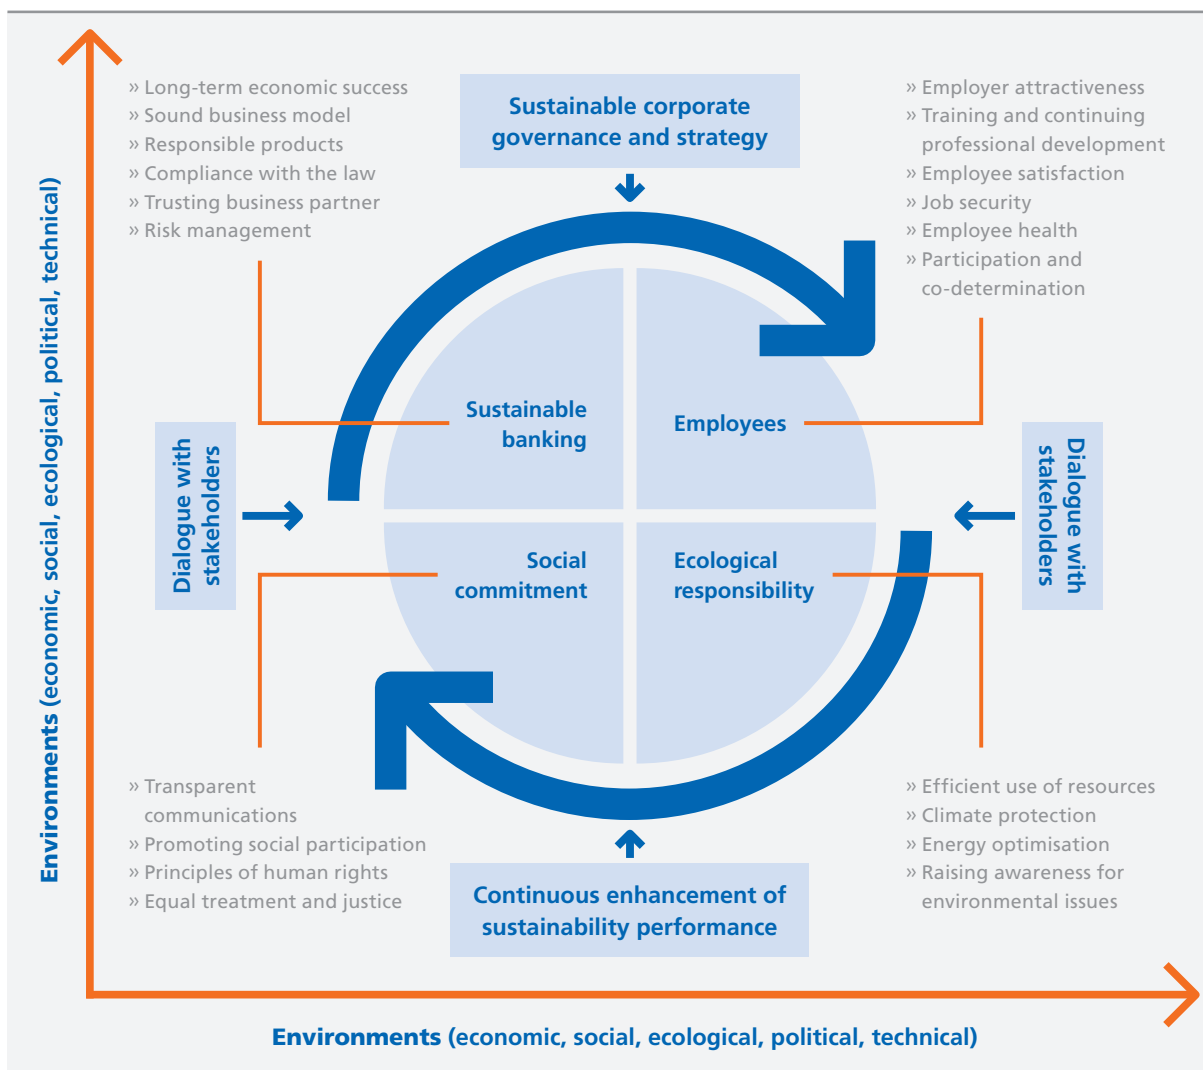 » Long-term economic success
» Sound business model
» Responsible products
» Compliance with the law
» Trusting business partner
» Risk management
Sustainable corporate
governance and strategy
» Employer attractiveness
» Training and continuing
professional development
» Employee satisfaction
» Job security
» Employee health
» Participation and
co-determination
Environments (economic, social, ecological, political, technical)
Dialogue with
stakeholders
Sustainable
banking
Employees
Social
commitment
Ecological
responsibility
Dialogue with
stakeholders
» Transparent
communications
» Promoting social participation
» Principles of human rights
» Equal treatment and justice
Continuous enhancement of
sustainability performance
» Efficient use of resources
» Climate protection
» Energy optimisation
» Raising awareness for
environmental issues
Environments (economic, social, ecological, political, technical)